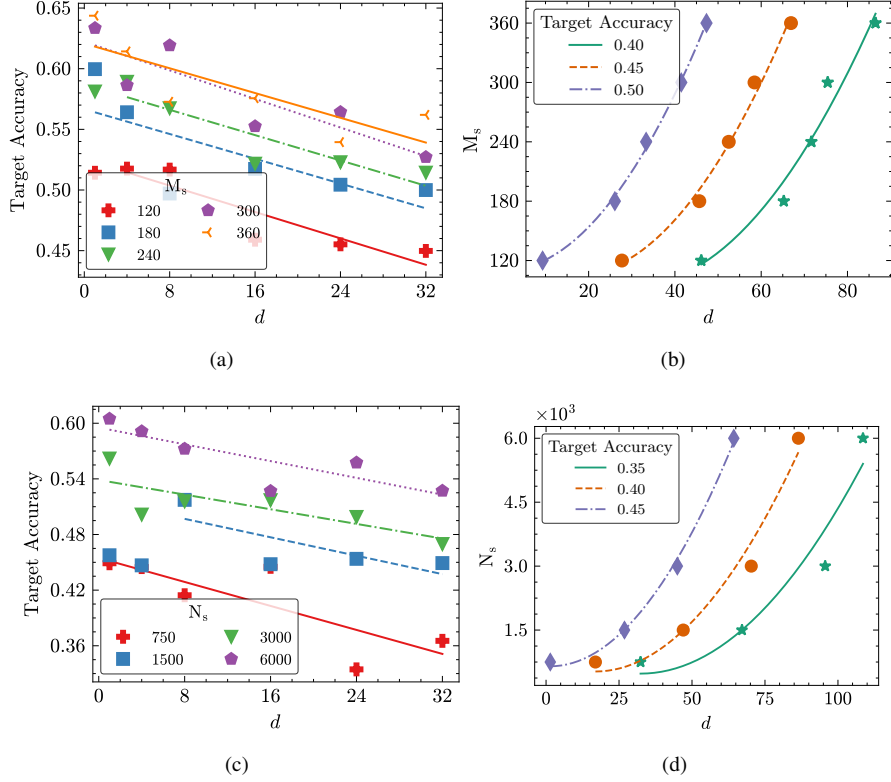 0.65
0.60
0.55
0.50
0.45
Target Accuracy
M_s
120
180
240
300
360
0 8 16 24 32
d
(a)
360
300
240
180
120
M_s
Target Accuracy
0.40
0.45
0.50
20 40 60 80
d
(b)
0.60
0.54
0.48
0.42
0.36
Target Accuracy
N_s
750
1500
3000
6000
0 8 16 24 32
d
(c)
×10³
6.0
4.5
3.0
1.5
N_s
Target Accuracy
0.35
0.40
0.45
0 25 50 75 100
d
(d)